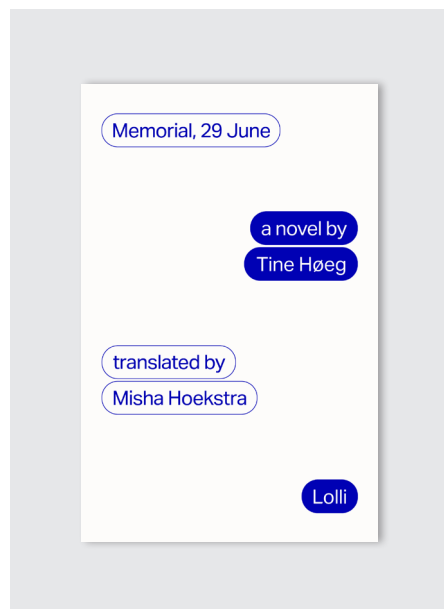 Memorial, 29 June
a novel by
Tine Høeg
translated by
Misha Hoekstra
Lolli